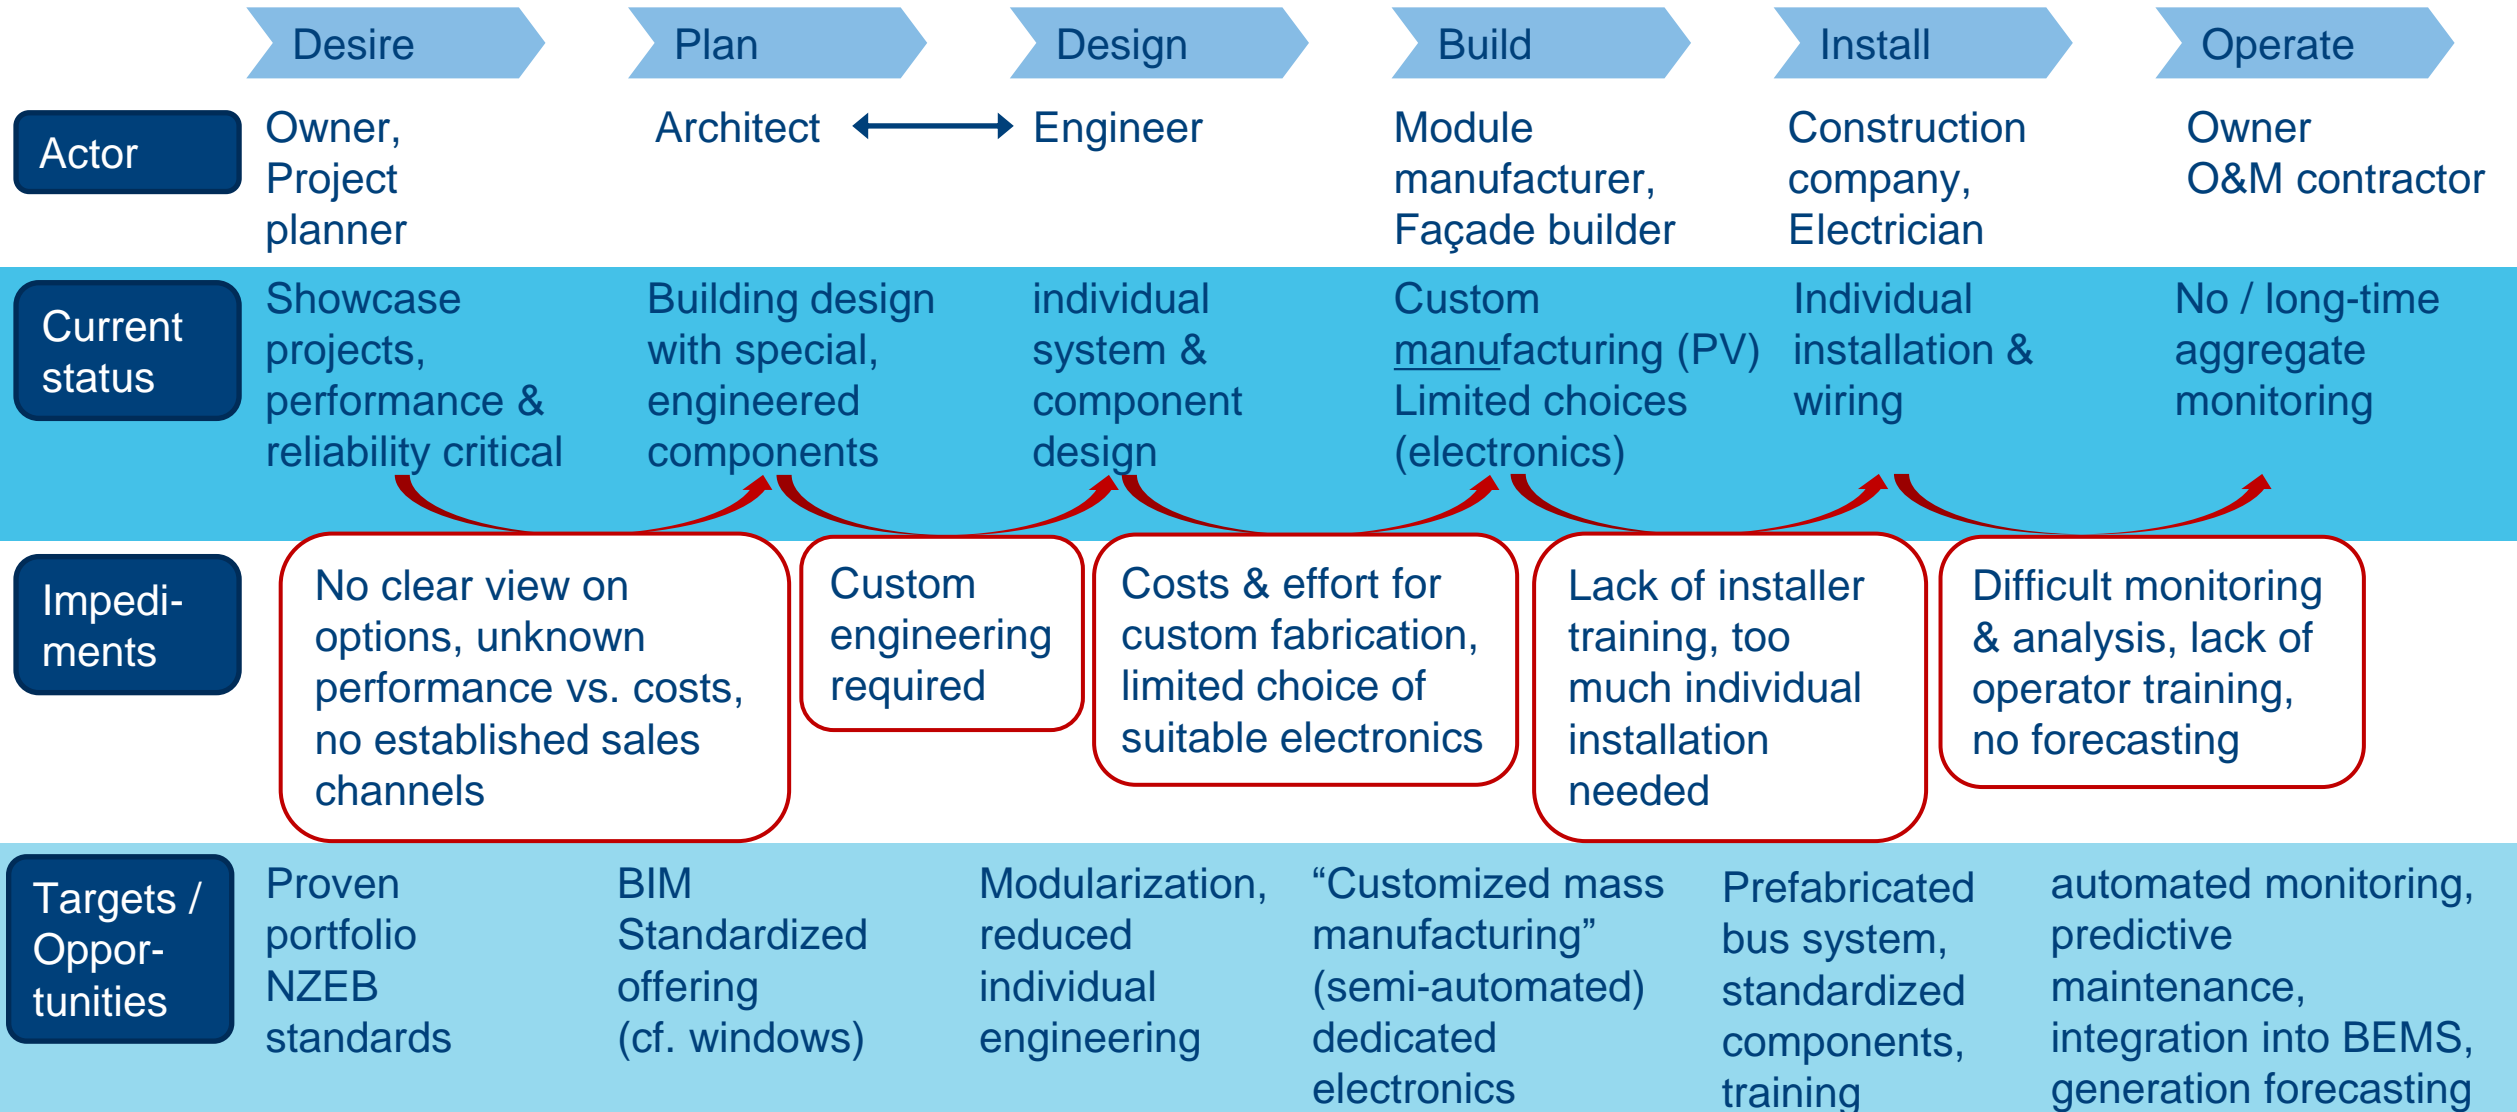 Desire
Plan
Design
Build
Install
Operate
Actor
Owner,
Project
planner
Architect
Engineer
Module
manufacturer,
Façade builder
Construction
company,
Electrician
Owner
O&M contractor
Current
status
Showcase
projects,
performance &
reliability critical
Building design
with special,
engineered
components
individual
system &
component
design
Custom
manufacturing (PV)
Limited choices
(electronics)
Individual
installation &
wiring
No / long-time
aggregate
monitoring
Impedi-
ments
No clear view on
options, unknown
performance vs. costs,
no established sales
channels
Custom
engineering
required
Costs & effort for
custom fabrication,
limited choice of
suitable electronics
Lack of installer
training, too
much individual
installation
needed
Difficult monitoring
& analysis, lack of
operator training,
no forecasting
Targets /
Oppor-
tunities
Proven
portfolio
NZEB
standards
BIM
Standardized
offering
(cf. windows)
Modularization,
reduced
individual
engineering
“Customized mass
manufacturing”
(semi-automated)
dedicated
electronics
Prefabricated
bus system,
standardized
components,
training
automated monitoring,
predictive
maintenance,
integration into BEMS,
generation forecasting